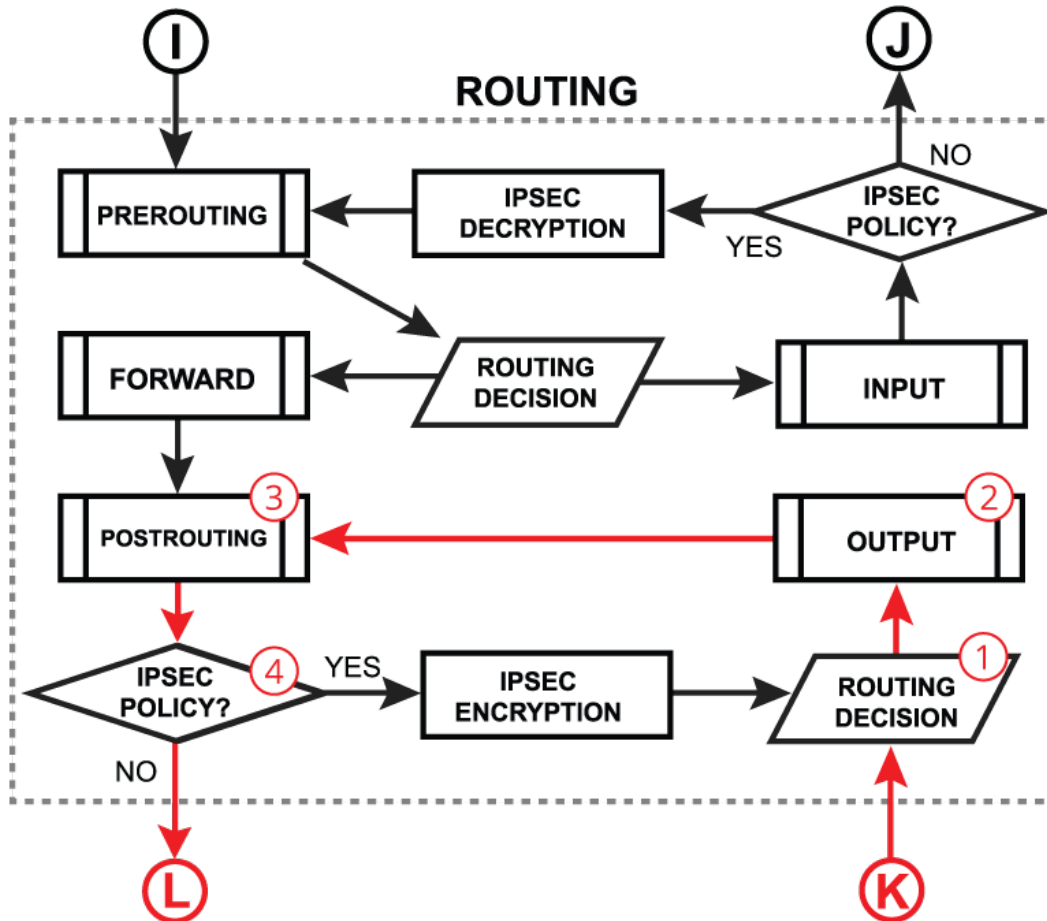 I
J
ROUTING
NO
PREROUTING
IPSEC
DECRYPTION
IPSEC
POLICY?
YES
FORWARD
ROUTING
DECISION
INPUT
3
POSTROUTING
2
OUTPUT
IPSEC
POLICY?
4
YES
IPSEC
ENCRYPTION
1
ROUTING
DECISION
NO
L
K